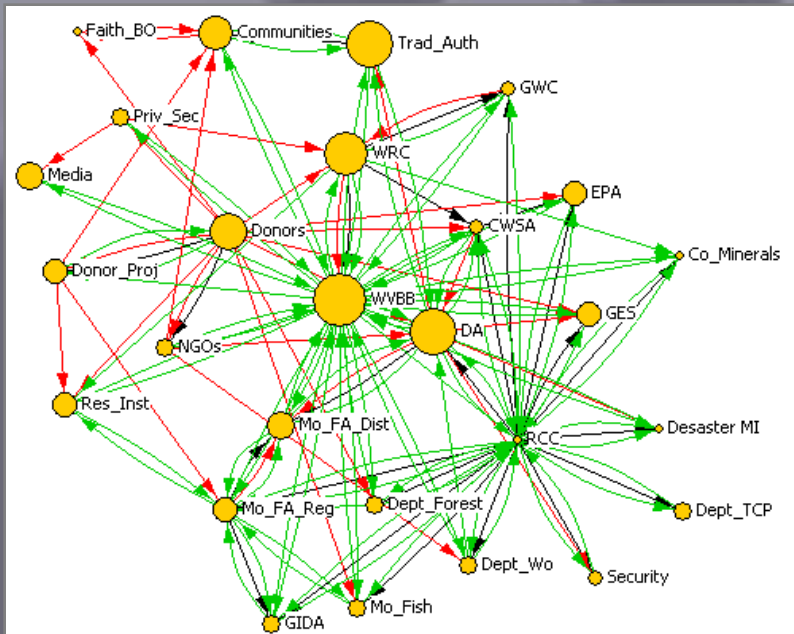 Faith_BO
Communities
Trad_Auth
GWC
Priv_Sec
WRC
Media
EPA
Donors
CWSA
Co_Minerals
Donor_Proj
WVBB
GES
DA
NGOs
Res_Inst
Mo_FA_Dist
Desaster MI
RCC
Mo_FA_Reg
Dept_Forest
Dept_TCP
Dept_Wo
Security
Mo_Fish
GIDA